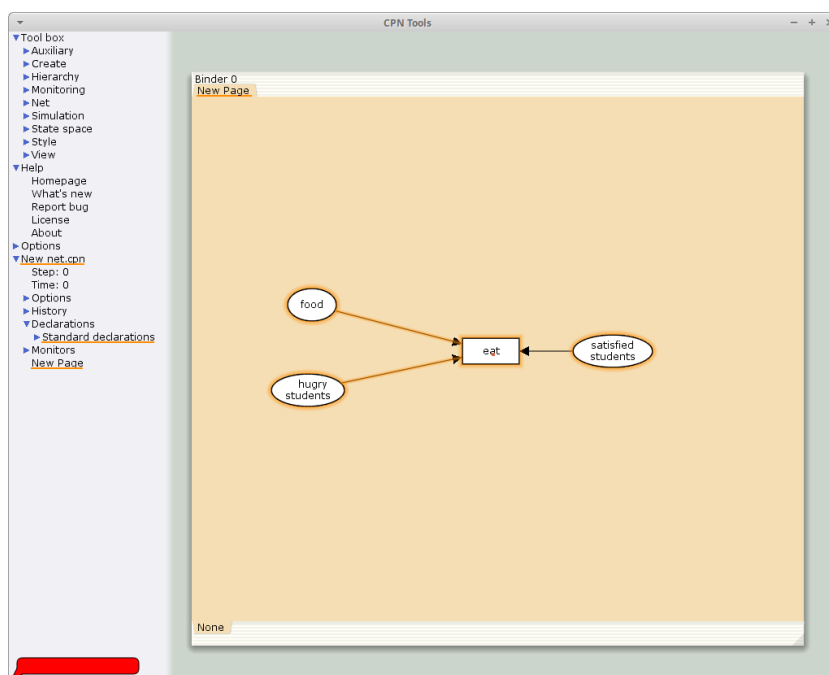 CPN Tools
Tool box
Auxiliary
Create
Hierarchy
Monitoring
Net
Simulation
State space
Style
View
Help
Homepage
What's new
Report bug
License
About
Options
New net.cpn
Step: 0
Time: 0
Options
History
Declarations
Standard declarations
Monitors
New Page
Binder 0
New Page
food
eat
satisfied
students
hugry
students
None